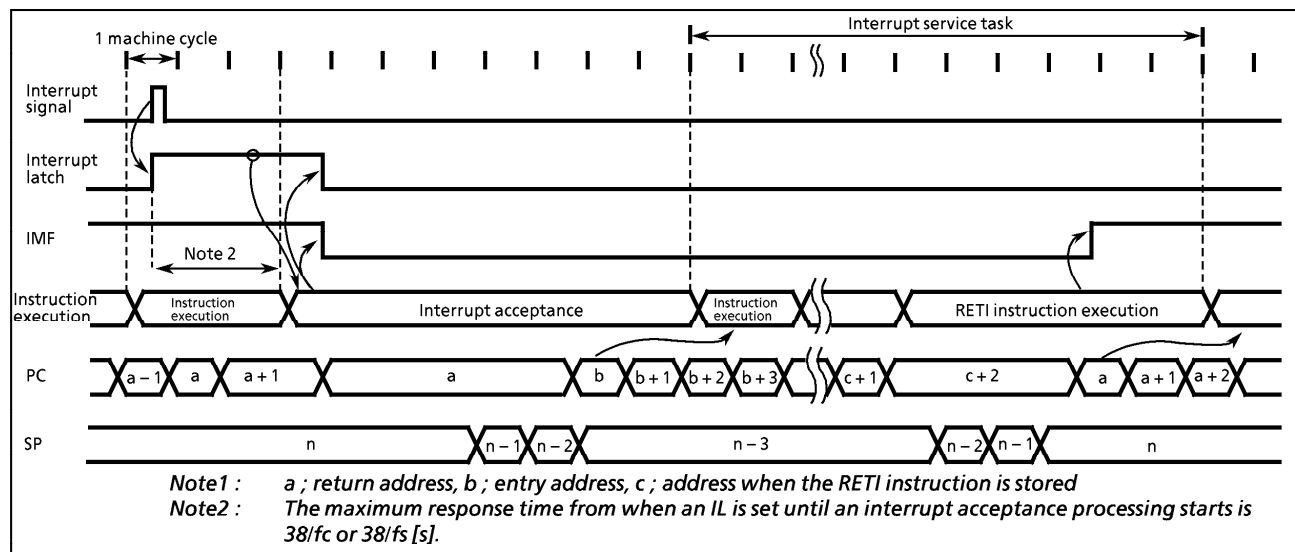 Interrupt service task
1 machine cycle
Interrupt
signal
Interrupt
latch
IMF
Note 2
Instruction
execution
Instruction
execution
Interrupt acceptance
Instruction
execution
RETI instruction execution
PC
a – 1
a
a + 1
a
b
b + 1
b + 2
b + 3
c + 1
c + 2
a
a + 1
a + 2
SP
n
n – 1
n – 2
n – 3
n – 2
n – 1
n
Note1 : a ; return address, b ; entry address, c ; address when the RETI instruction is stored
Note2 : The maximum response time from when an IL is set until an interrupt acceptance processing starts is
38/fc or 38/fs [s].